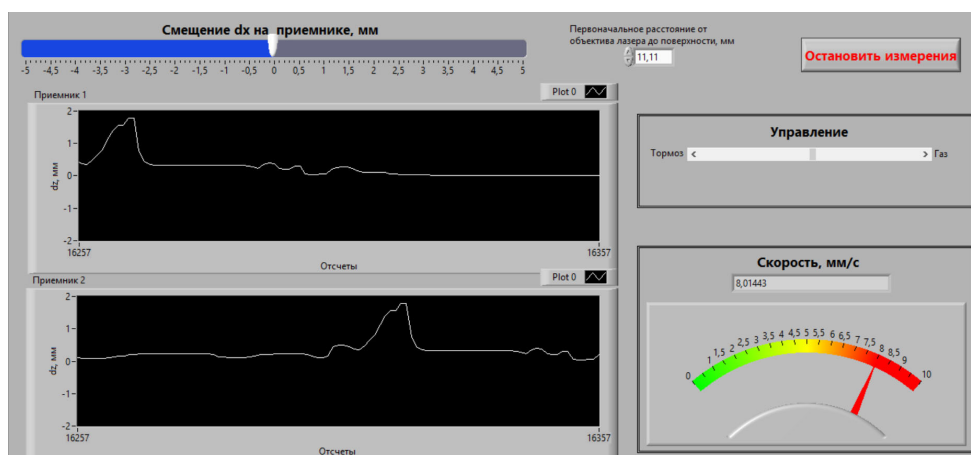 Смещение dx на приемнике, мм
-5 -4,5 -4 -3,5 -3 -2,5 -2 -1,5 -1 -0,5 0 0,5 1 1,5 2 2,5 3 3,5 4 4,5 5
Первоначальное расстояние от
объектива лазера до поверхности, мм
11,11
Остановить измерения
Приемник 1
Plot 0
dz, мм
2
1
0
-1
-2
16257
16357
Отсчеты
Управление
Тормоз < > Газ
Приемник 2
Plot 0
dz, мм
2
1
0
-1
-2
16257
16357
Отсчеты
Скорость, мм/с
8,01443
0 1 1,5 2 2,5 3 3,5 4 4,5 5 5,5 6 6,5 7 7,5 8 8,5 9 10